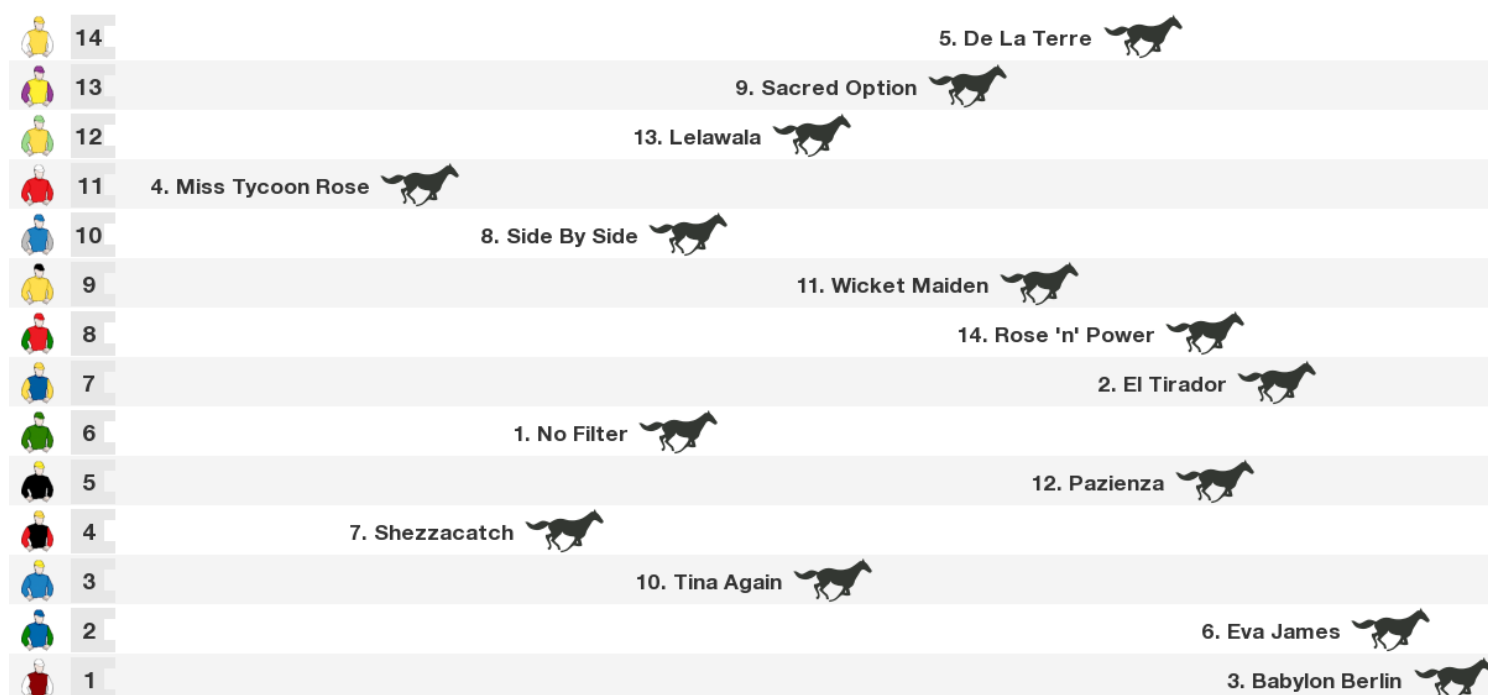 14 5. De La Terre
13 9. Sacred Option
12 13. Lelawala
11 4. Miss Tycoon Rose
10 8. Side By Side
9 11. Wicket Maiden
8 14. Rose 'n' Power
7 2. El Tirador
6 1. No Filter
5 12. Pazienza
4 7. Shezzacatch
3 10. Tina Again
2 6. Eva James
1 3. Babylon Berlin